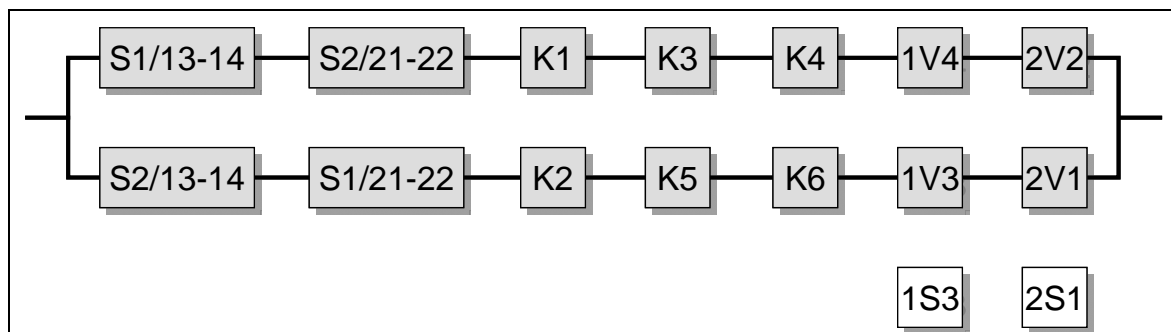 S1/13-14 S2/21-22 K1 K3 K4 1V4 2V2
S2/13-14 S1/21-22 K2 K5 K6 1V3 2V1
1S3 2S1